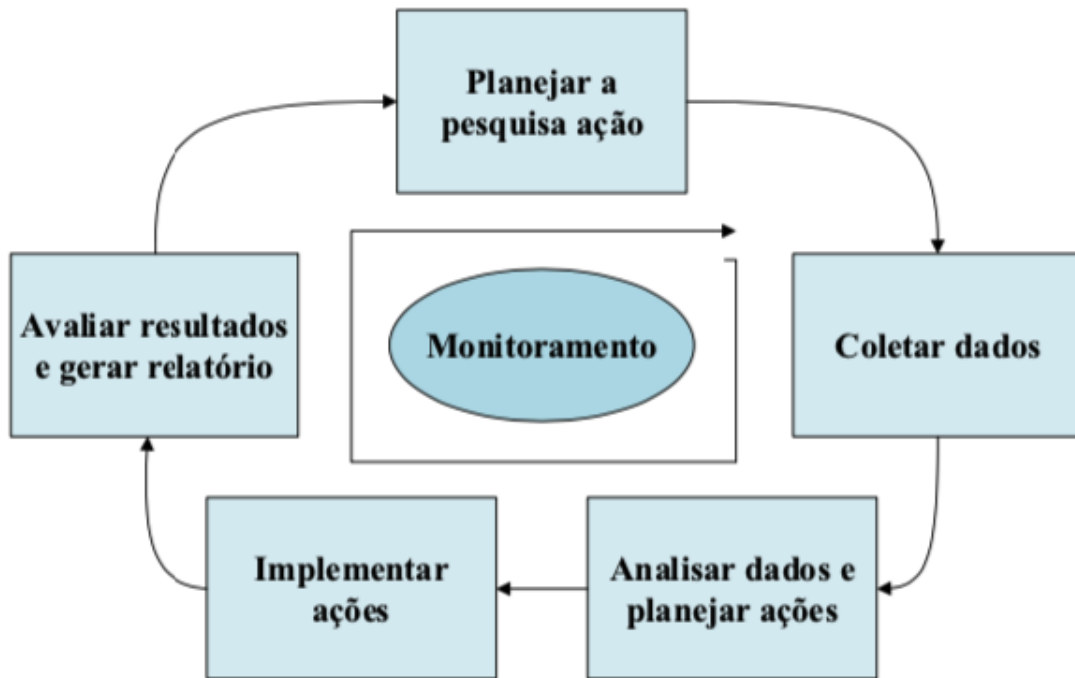 Planejar a
pesquisa ação
Avaliar resultados
e gerar relatório
Monitoramento
Coletar dados
Implementar
ações
Analisar dados e
planejar ações